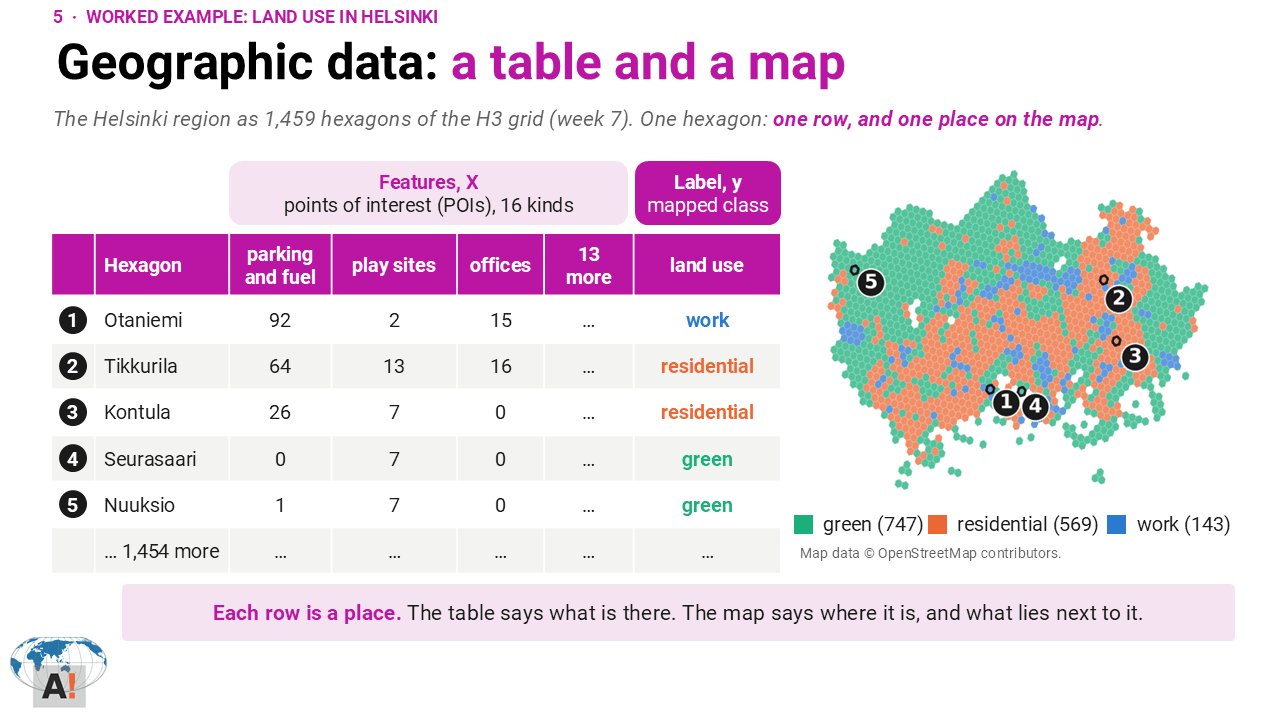 5 · WORKED EXAMPLE: LAND USE IN HELSINKI
Geographic data: a table and a map
The Helsinki region as 1,459 hexagons of the H3 grid (week 7). One hexagon: one row, and one place on the map.
Features, X
points of interest (POIs), 16 kinds
Label, y
mapped class
Hexagon
parking and fuel
play sites
offices
13 more
land use
1 Otaniemi 92 2 15 ... work
2 Tikkurila 64 13 16 ... residential
3 Kontula 26 7 0 ... residential
4 Seurasaari 0 7 0 ... green
5 Nuuksio 1 7 0 ... green
... 1,454 more ... ... ... ... ...
5
2
3
1
4
green (747) residential (569) work (143)
Map data © OpenStreetMap contributors.
Each row is a place. The table says what is there. The map says where it is, and what lies next to it.
A!